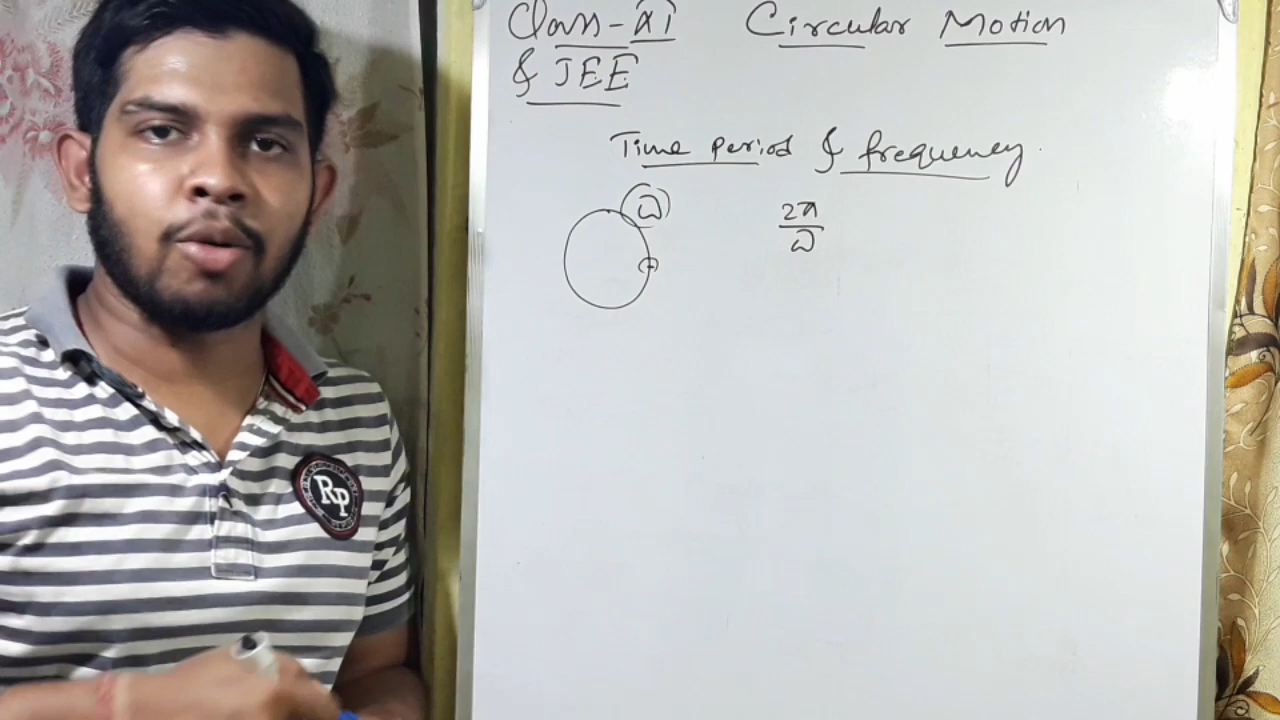 Class-XI Circular Motion
& JEE
Time period & frequency.
ω
2π
ω
RP